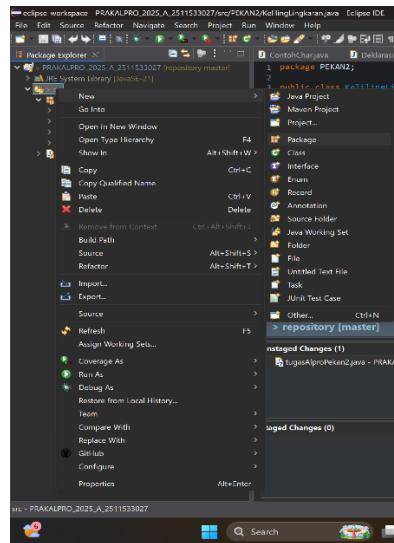 eclipse workspace PRAKALPRO_2025_A_2511533027/src/PEKAN2/KelilingLingkaran.java Eclipse IDE
File Edit Source Refactor Navigate Search Project Run Window Help
Package Explorer
ContohChar.java
Deklarasi
PRAKALPRO_2025_A_2511533027 [repository master]
JRE System Library [JavaSE-21]
1 package PEKAN2;
2
3 public class KelilingLi
New
Go Into
Open in New Window
Open Type Hierarchy F4
Show In Alt+Shift+W >
Copy Ctrl+C
Copy Qualified Name
Paste Ctrl+V
Delete Delete
Remove from Context Ctrl+Alt+Shift+
Build Path
Source Alt+Shift+S >
Refactor Alt+Shift+T >
Import...
Export...
Source
Refresh F5
Assign Working Sets...
Coverage As
Run As
Debug As
Restore from Local History...
Team
Compare With
Replace With
GitHub
Configure
Properties Alt+Enter
Java Project
Maven Project
Project...
Package
Class
Interface
Enum
Record
Annotation
Source Folder
Java Working Set
Folder
File
Untitled Text File
Task
JUnit Test Case
Other... Ctrl+N
> repository [master]
nstaged Changes (1)
tugasAlproPekan2.java - PRAKA
taged Changes (0)
src - PRAKALPRO_2025_A_2511533027
Search